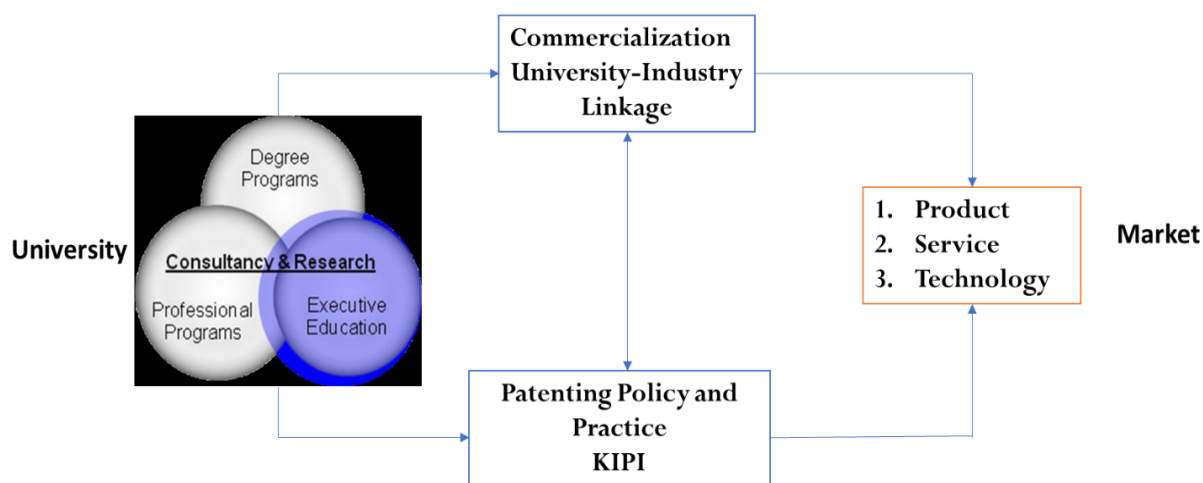 Commercialization
University-Industry
Linkage
Degree
Programs
University
Consultancy & Research
Professional
Programs
Executive
Education
1. Product
2. Service
3. Technology
Market
Patenting Policy and
Practice
KIPI